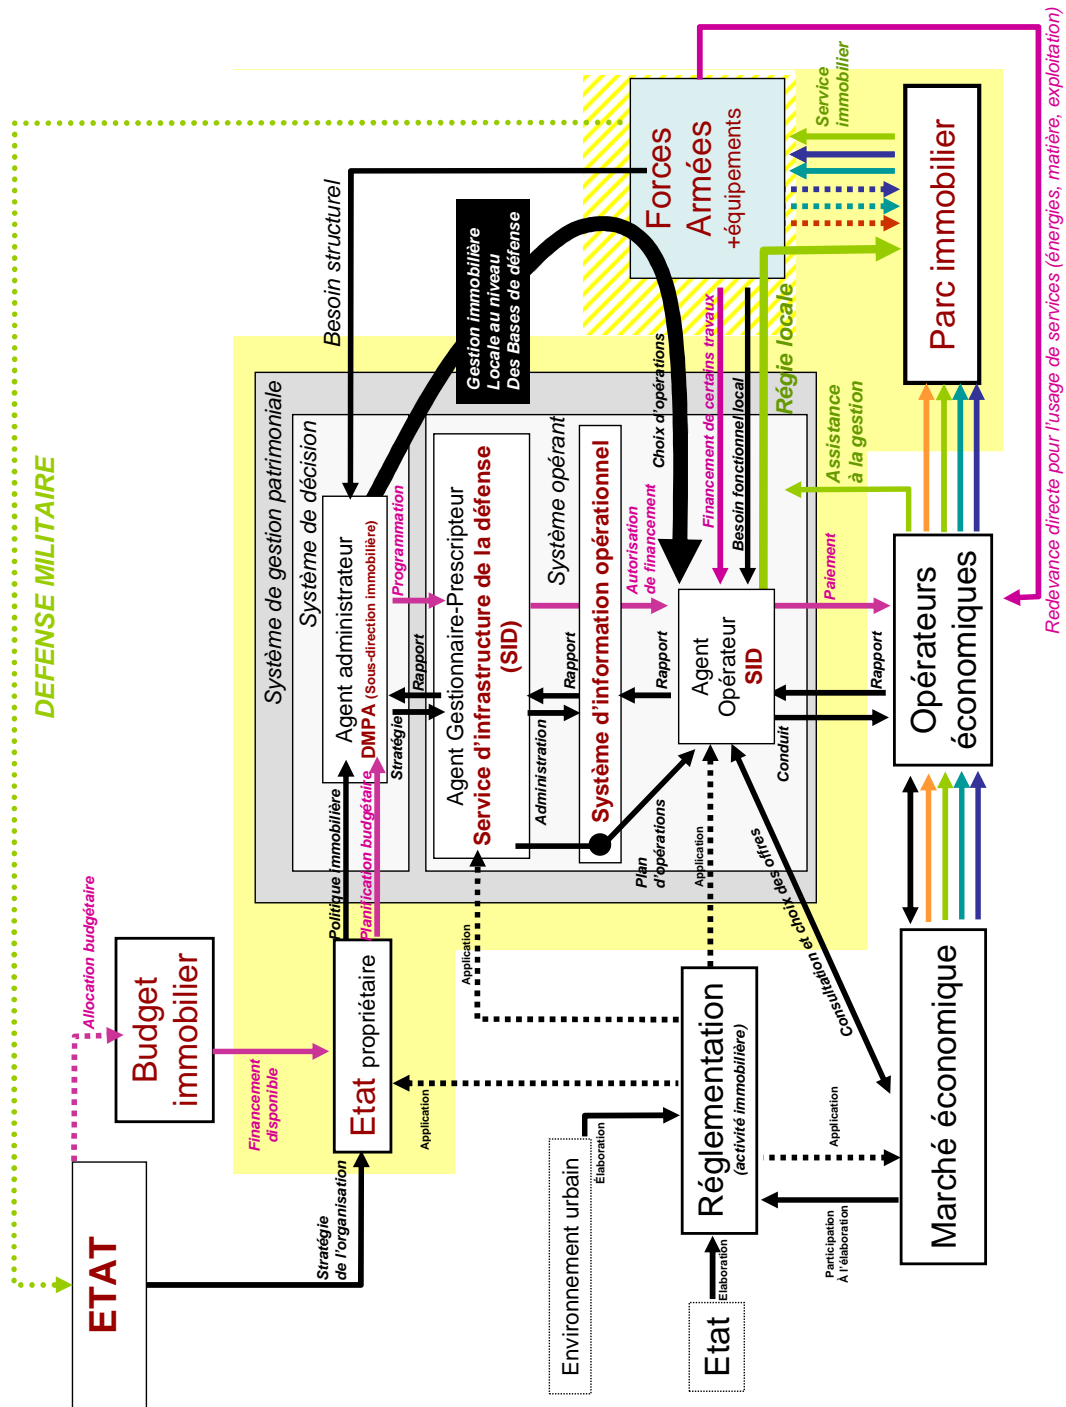 DEFENSE MILITAIRE
ETAT
Allocation budgétaire
Budget
immobilier
Financement
disponible
Stratégie
de l'organisation
Etat propriétaire
Politique immobilière
Planification budgétaire
Système de gestion patrimoniale
Système de décision
Agent administrateur
DMPA (Sous-direction immobilière)
Besoin structurel
Programmation
Stratégie
Rapport
Gestion immobilière
Locale au niveau
Des Bases de défense
Agent Gestionnaire-Prescripteur
Service d'infrastructure de la défense
(SID)
Système opérant
Administration
Rapport
Système d'information opérationnel
Autorisation
de financement
Rapport
Plan
d'opérations
Choix d'opérations
Agent
Opérateur
SID
Financement de certains travaux
Besoin fonctionnel local
Forces
Armées
+équipements
Régie locale
Service
immobilier
Parc immobilier
Assistance
à la gestion
Paiement
Conduit
Rapport
Opérateurs
économiques
Redevance directe pour l'usage de services (énergies, matière, exploitation)
Application
Application
Application
Consultation et choix des offres
Environnement urbain
Élaboration
Réglementation
(activité immobilière)
Etat
Elaboration
Participation
À l'élaboration
Application
Marché économique